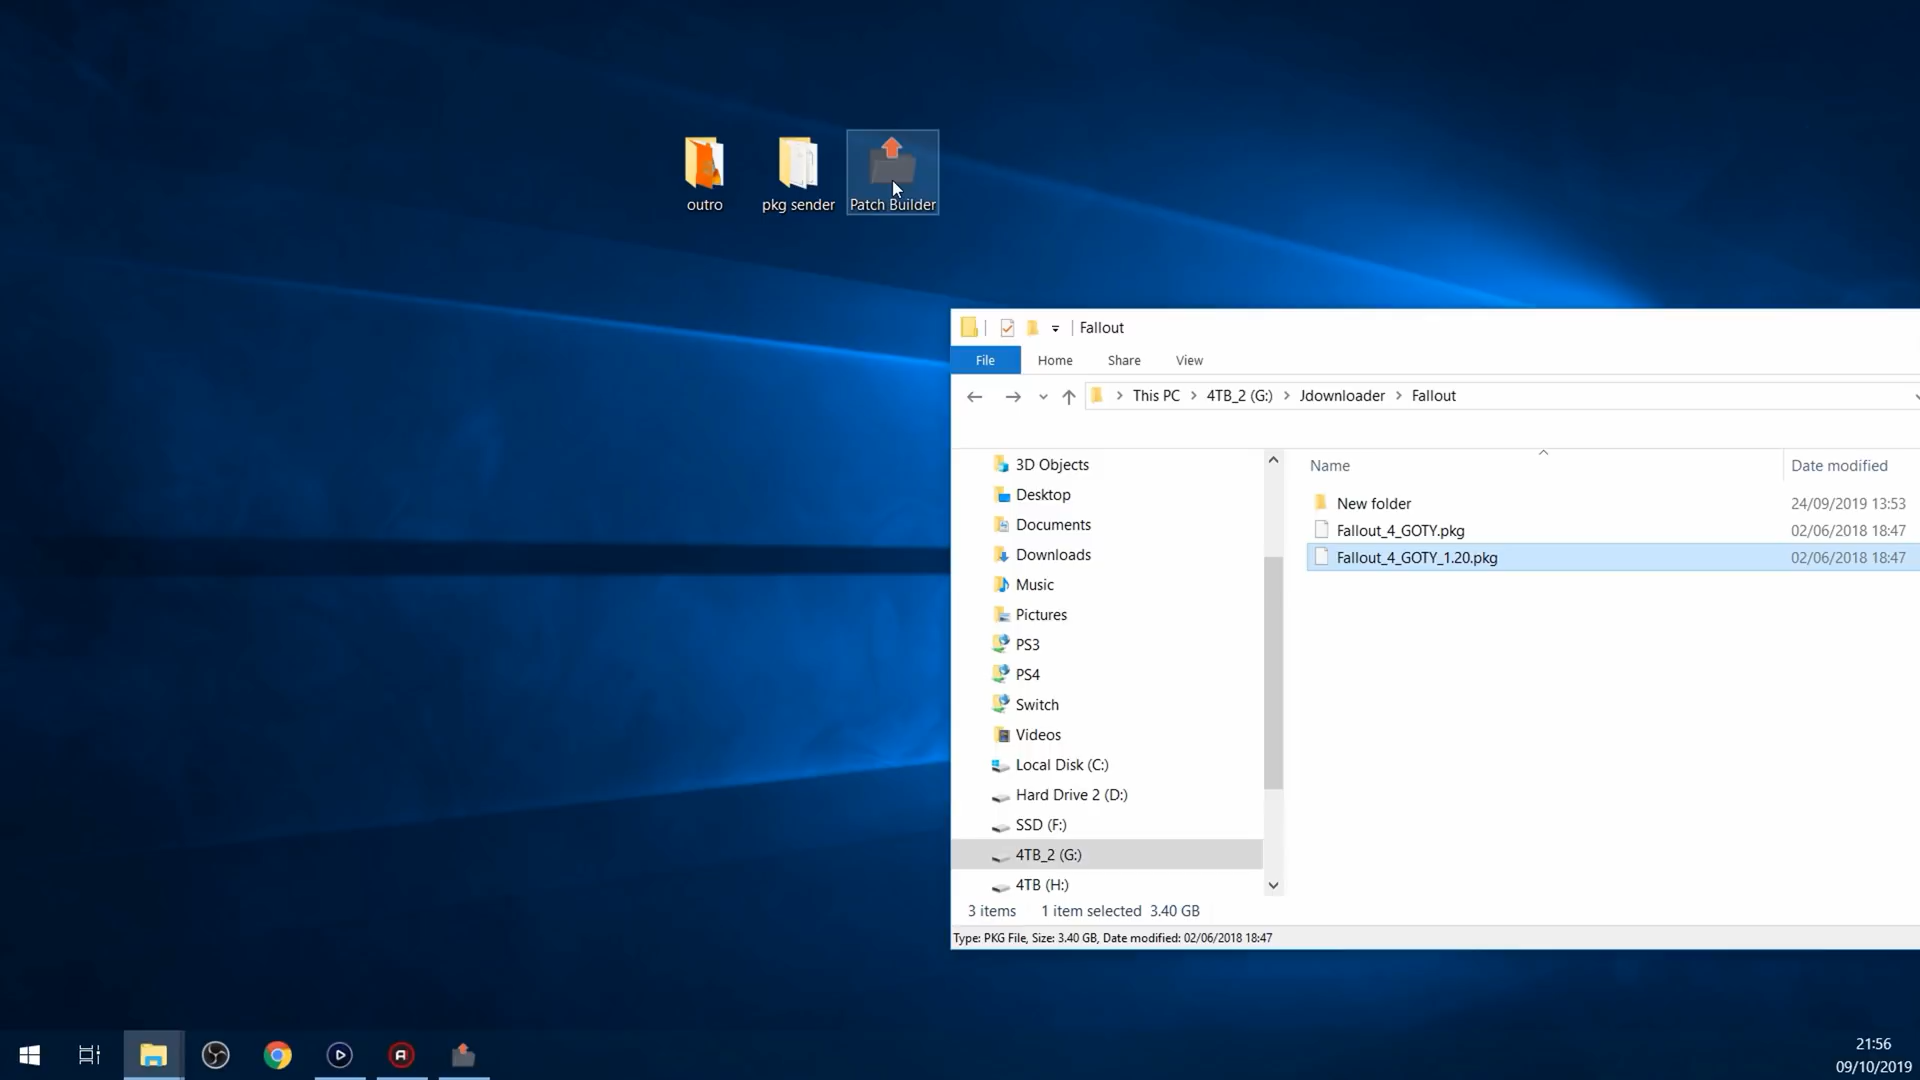 outro
pkg sender
Patch Builder
Fallout
File
Home
Share
View
This PC
4TB_2 (G:)
Jdownloader
Fallout
3D Objects
Desktop
Documents
Downloads
Music
Pictures
PS3
PS4
Switch
Videos
Local Disk (C:)
Hard Drive 2 (D:)
SSD (F:)
4TB_2 (G:)
4TB (H:)
Name
Date modified
New folder
24/09/2019 13:53
Fallout_4_GOTY.pkg
02/06/2018 18:47
Fallout_4_GOTY_1.20.pkg
02/06/2018 18:47
3 items
1 item selected 3.40 GB
Type: PKG File, Size: 3.40 GB, Date modified: 02/06/2018 18:47
21:56
09/10/2019